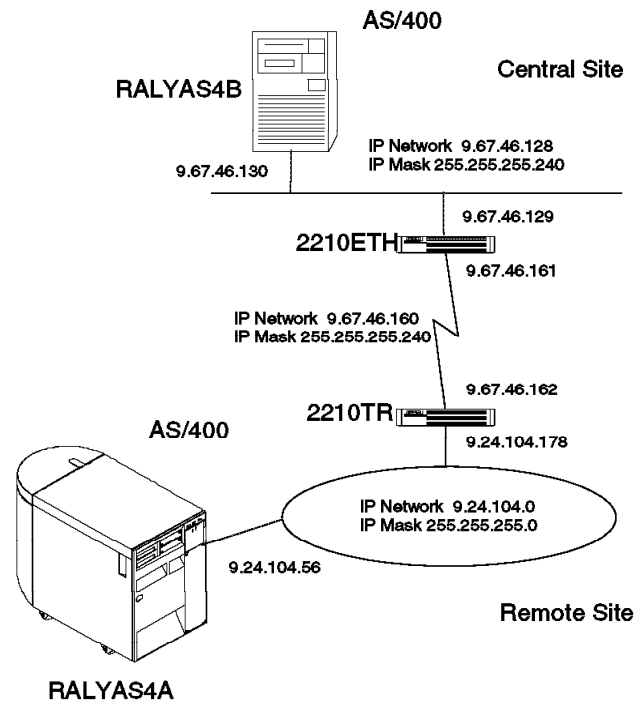 AS/400
Central Site
RALYAS4B
IP Network 9.67.46.128
IP Mask 255.255.255.240
9.67.46.130
9.67.46.129
2210ETH
9.67.46.161
IP Network 9.67.46.160
IP Mask 255.255.255.240
9.67.46.162
2210TR
9.24.104.178
AS/400
IP Network 9.24.104.0
IP Mask 255.255.255.0
9.24.104.56
Remote Site
RALYAS4A